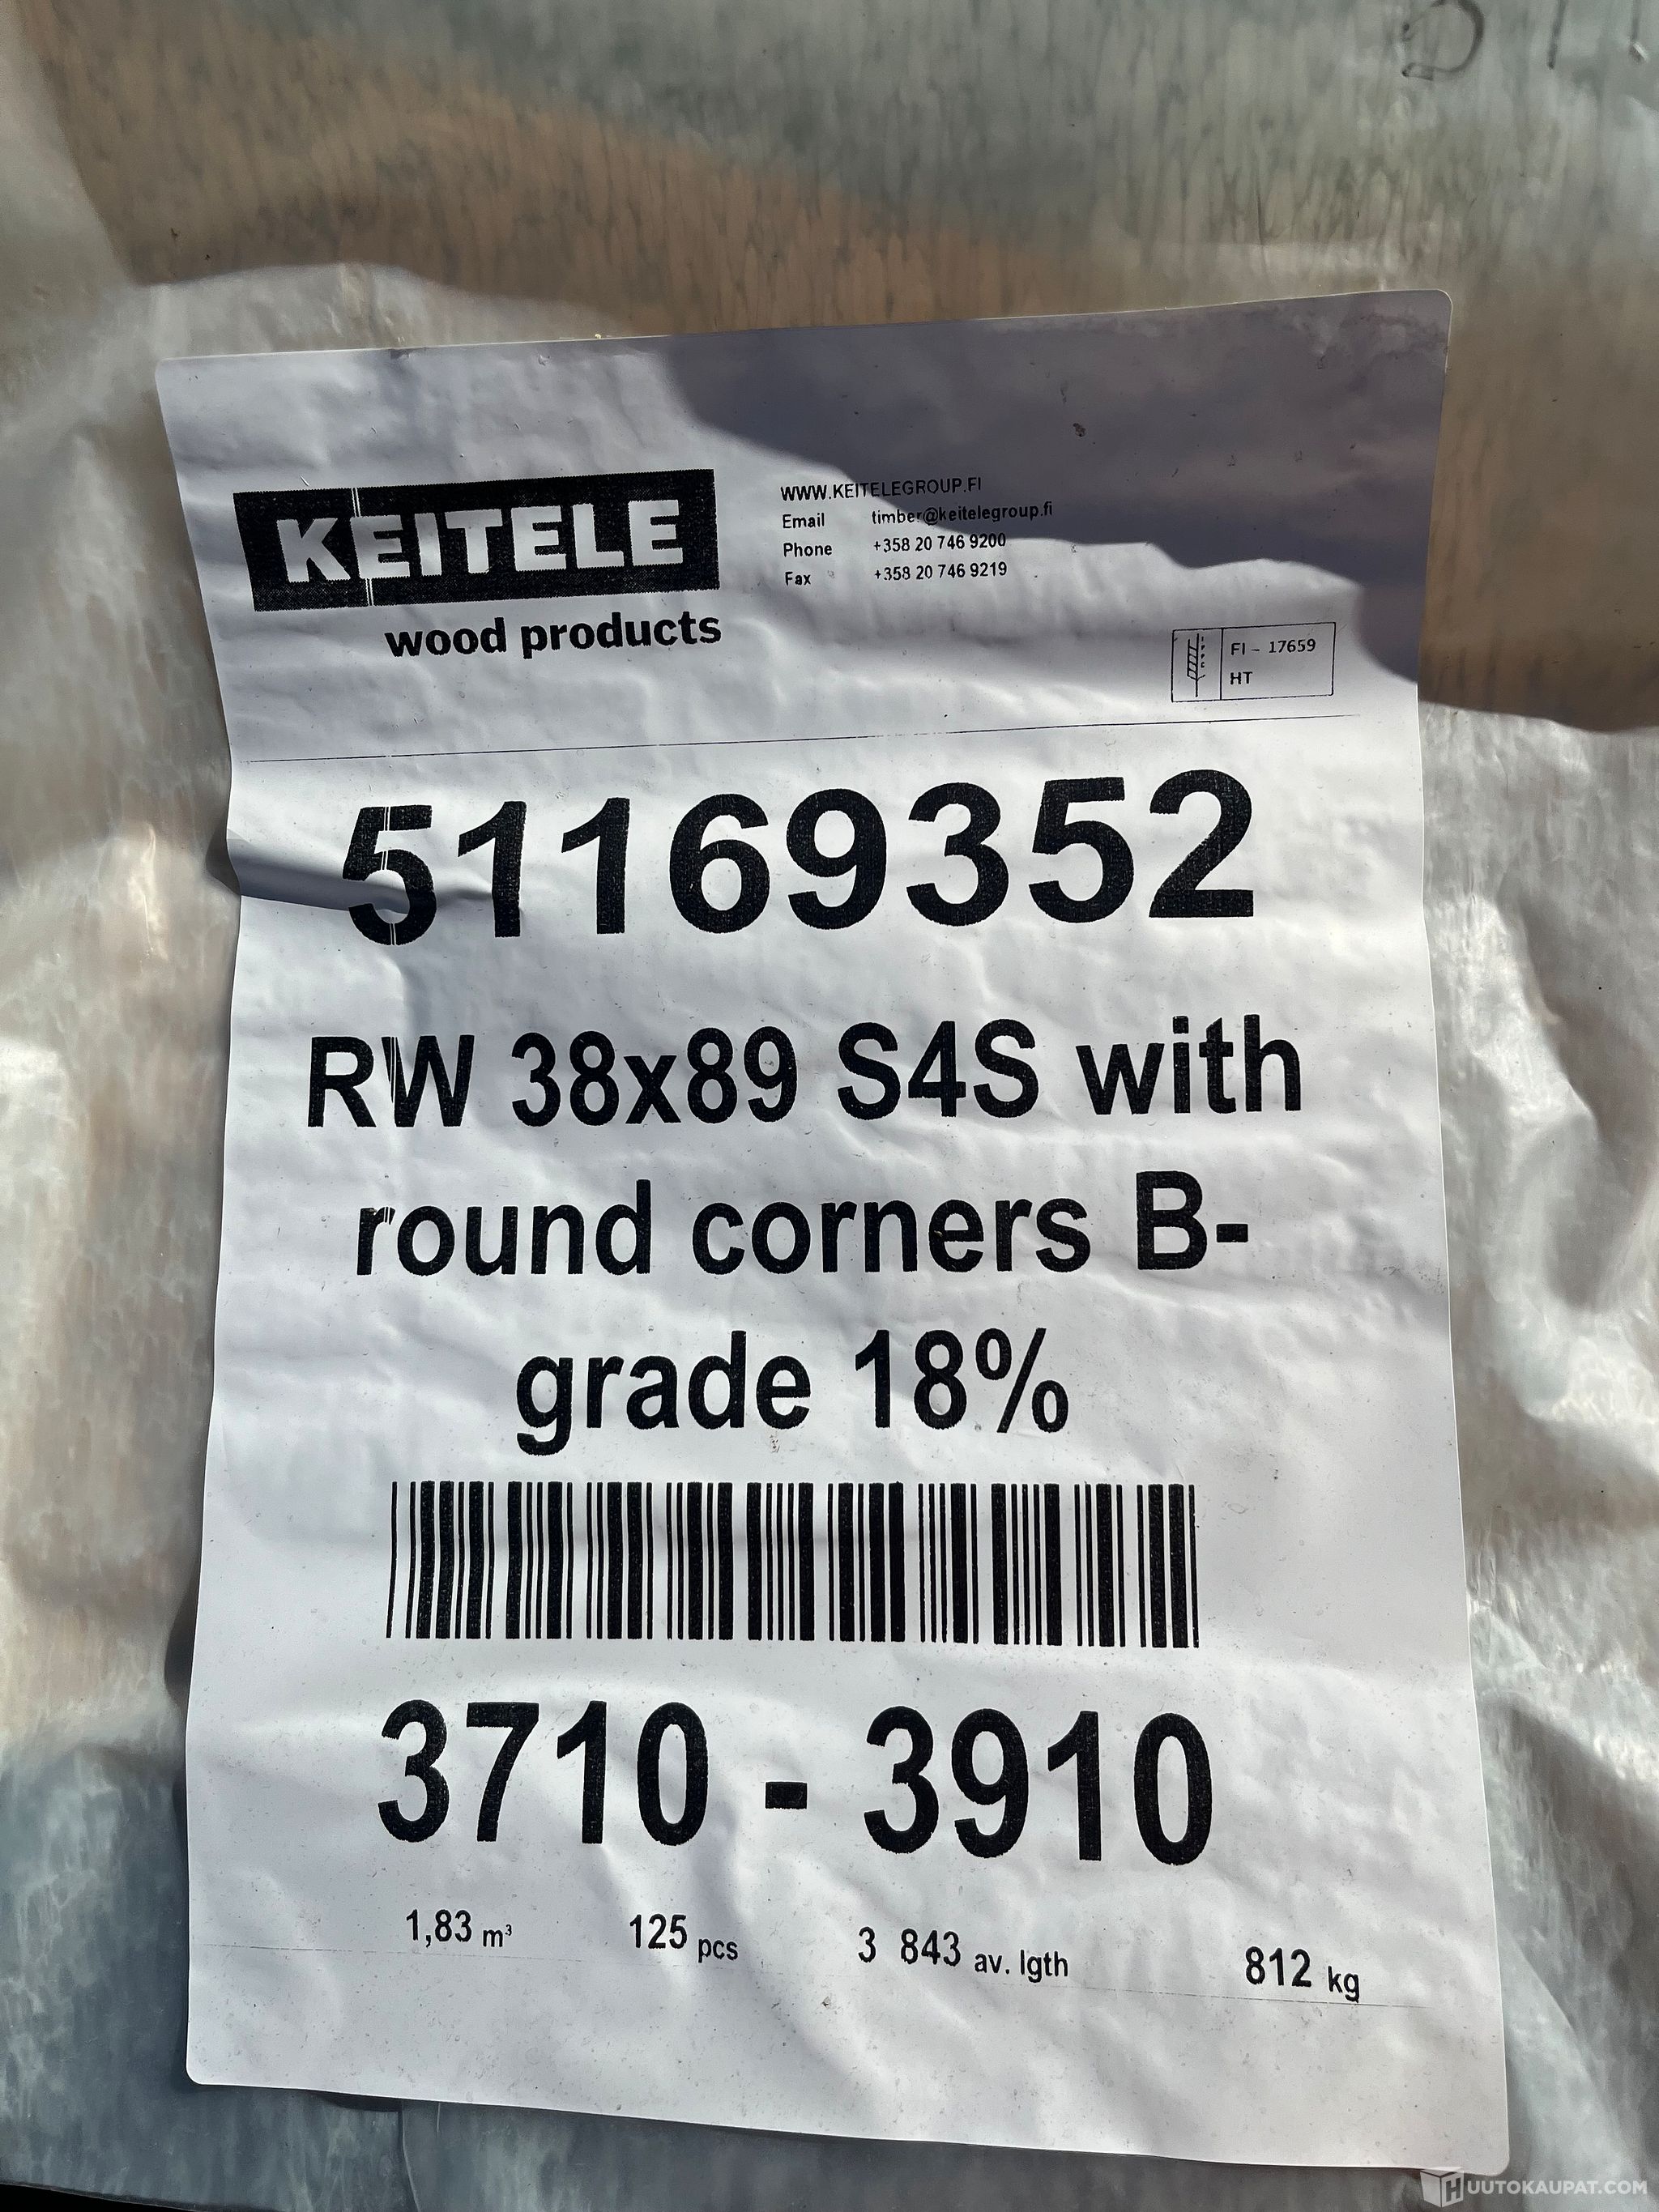 KEITELE
wood products
WWW.KEITELEGROUP.FI
Email timber@keitelegroup.fi
Phone +358 20 746 9200
Fax +358 20 746 9219
IPPC
FI - 17659
HT
51169352
RW 38x89 S4S with
round corners B-
grade 18%
3710 - 3910
1,83 m³ 125 pcs 3 843 av. lgth 812 kg
HUUTOKAUPAT.COM